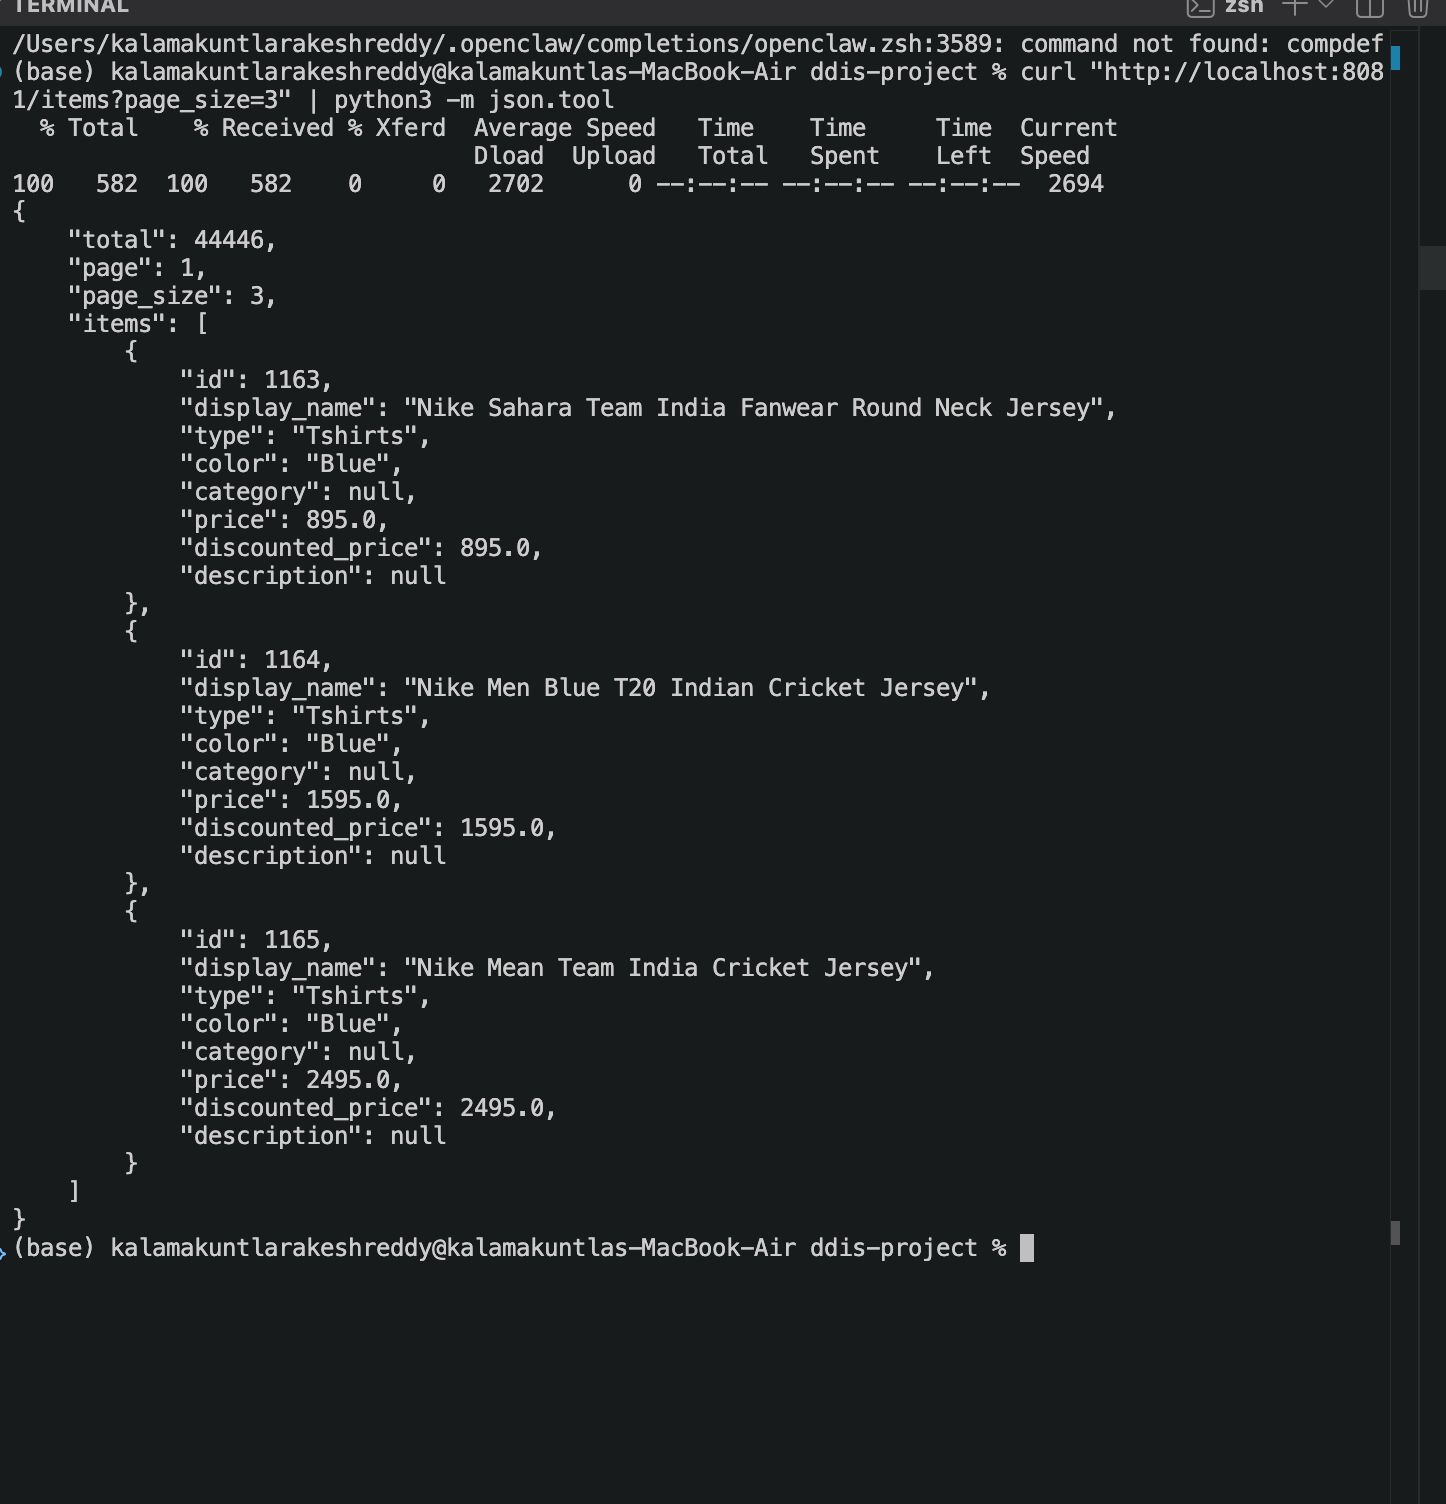 TERMINAL zsh
/Users/kalamakuntlarakeshreddy/.openclaw/completions/openclaw.zsh:3589: command not found: compdef
(base) kalamakuntlarakeshreddy@kalamakuntlas-MacBook-Air ddis-project % curl "http://localhost:808
1/items?page_size=3" | python3 -m json.tool
  % Total    % Received % Xferd  Average Speed   Time    Time     Time  Current
                                 Dload  Upload   Total   Spent    Left  Speed
100   582  100   582    0     0   2702      0 --:--:-- --:--:-- --:--:--  2694
{
    "total": 44446,
    "page": 1,
    "page_size": 3,
    "items": [
        {
            "id": 1163,
            "display_name": "Nike Sahara Team India Fanwear Round Neck Jersey",
            "type": "Tshirts",
            "color": "Blue",
            "category": null,
            "price": 895.0,
            "discounted_price": 895.0,
            "description": null
        },
        {
            "id": 1164,
            "display_name": "Nike Men Blue T20 Indian Cricket Jersey",
            "type": "Tshirts",
            "color": "Blue",
            "category": null,
            "price": 1595.0,
            "discounted_price": 1595.0,
            "description": null
        },
        {
            "id": 1165,
            "display_name": "Nike Mean Team India Cricket Jersey",
            "type": "Tshirts",
            "color": "Blue",
            "category": null,
            "price": 2495.0,
            "discounted_price": 2495.0,
            "description": null
        }
    ]
}
(base) kalamakuntlarakeshreddy@kalamakuntlas-MacBook-Air ddis-project %